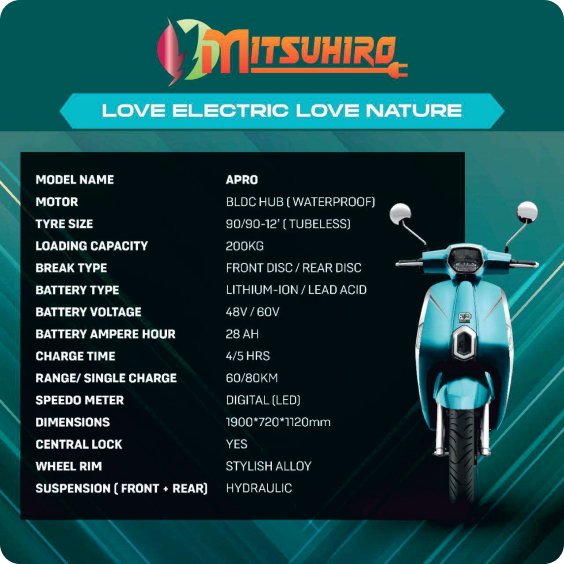 MITSUHIRO
LOVE ELECTRIC LOVE NATURE
MODEL NAME APRO
MOTOR BLDC HUB ( WATERPROOF)
TYRE SIZE 90/90-12' ( TUBELESS)
LOADING CAPACITY 200KG
BREAK TYPE FRONT DISC / REAR DISC
BATTERY TYPE LITHIUM-ION / LEAD ACID
BATTERY VOLTAGE 48V / 60V
BATTERY AMPERE HOUR 28 AH
CHARGE TIME 4/5 HRS
RANGE/ SINGLE CHARGE 60/80KM
SPEEDO METER DIGITAL (LED)
DIMENSIONS 1900*720*1120mm
CENTRAL LOCK YES
WHEEL RIM STYLISH ALLOY
SUSPENSION ( FRONT + REAR) HYDRAULIC